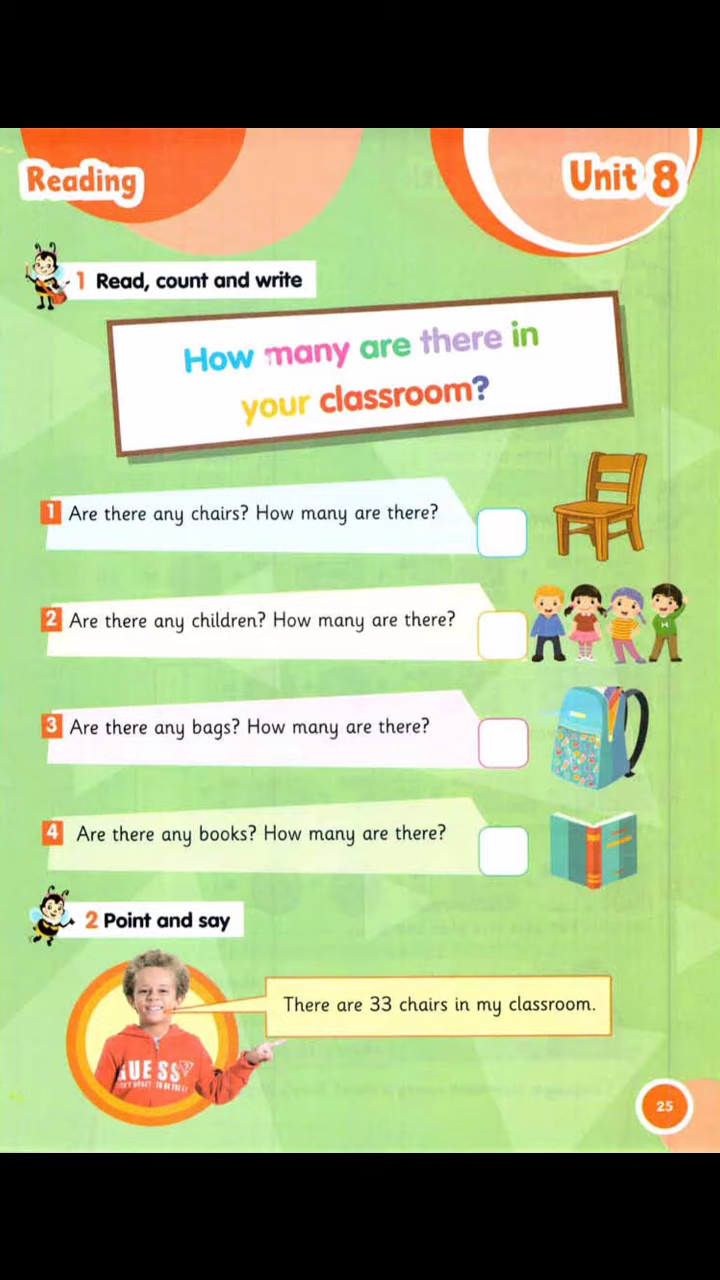 Reading
Unit 8
1 Read, count and write
How many are there in
your classroom?
1 Are there any chairs? How many are there?
2 Are there any children? How many are there?
3 Are there any bags? How many are there?
4 Are there any books? How many are there?
2 Point and say
There are 33 chairs in my classroom.
GUESS?
25